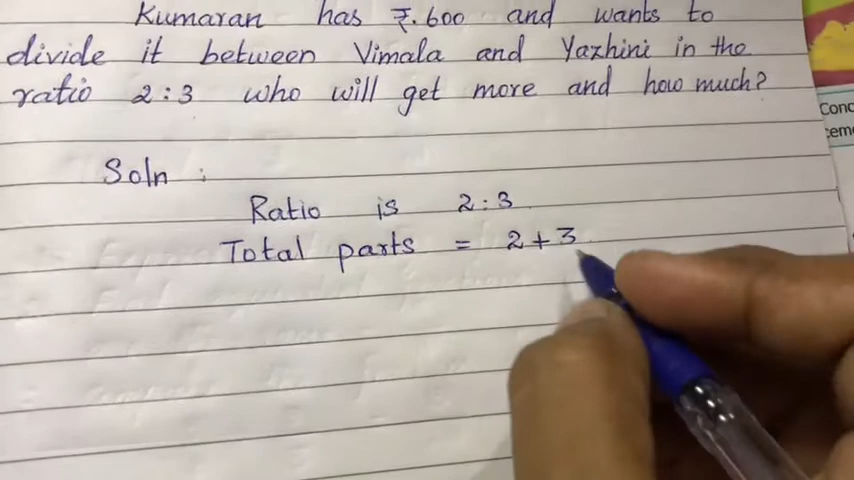 Kumaran has ₹.600 and wants to
divide it between Vimala and Yazhini in the
ratio 2:3 who will get more and how much?
Soln :
Ratio is 2:3
Total parts = 2+3